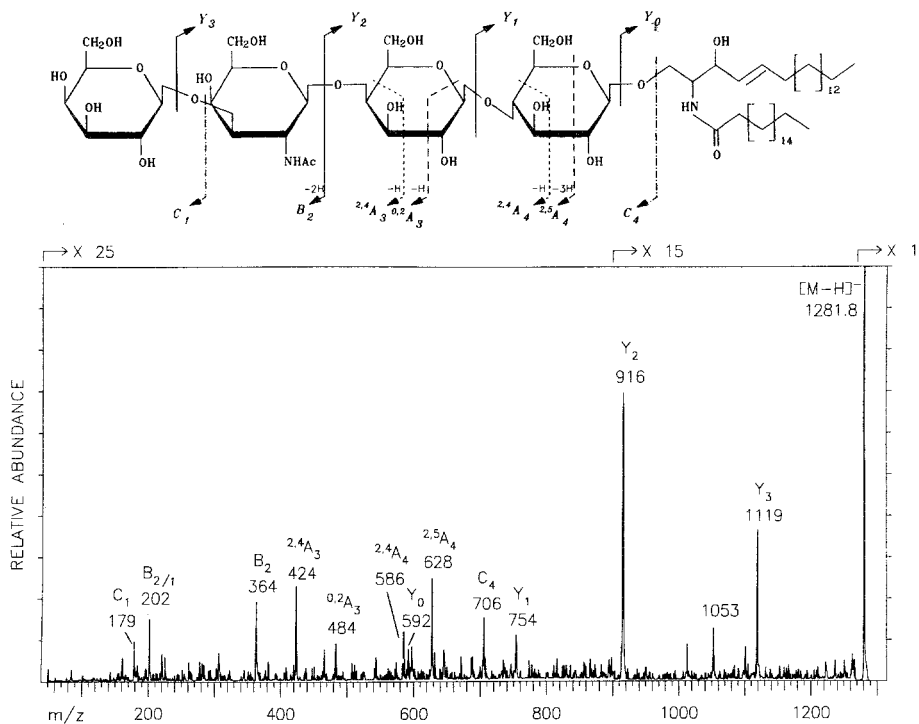 Y3 Y2 Y1 Y0
CH2OH CH2OH CH2OH CH2OH OH
HO O HO O O O O O O O
OH OH OH OH
12
HN
OH OH NHAc OH OH O 14
-2H -H -H -H -3H
C1 B2 2,4A3 0,2A3 2,4A4 2,5A4 C4
X 25 X 15 X 1
[M-H]-
1281.8
Y2
916
Y3
1119
2,5A4
628
2,4A3
424
2,4A4
586
B2
364
B2/1
202
C1
179
0,2A3
484
Y0
592
C4
706
Y1
754
1053
RELATIVE ABUNDANCE
m/z 200 400 600 800 1000 1200